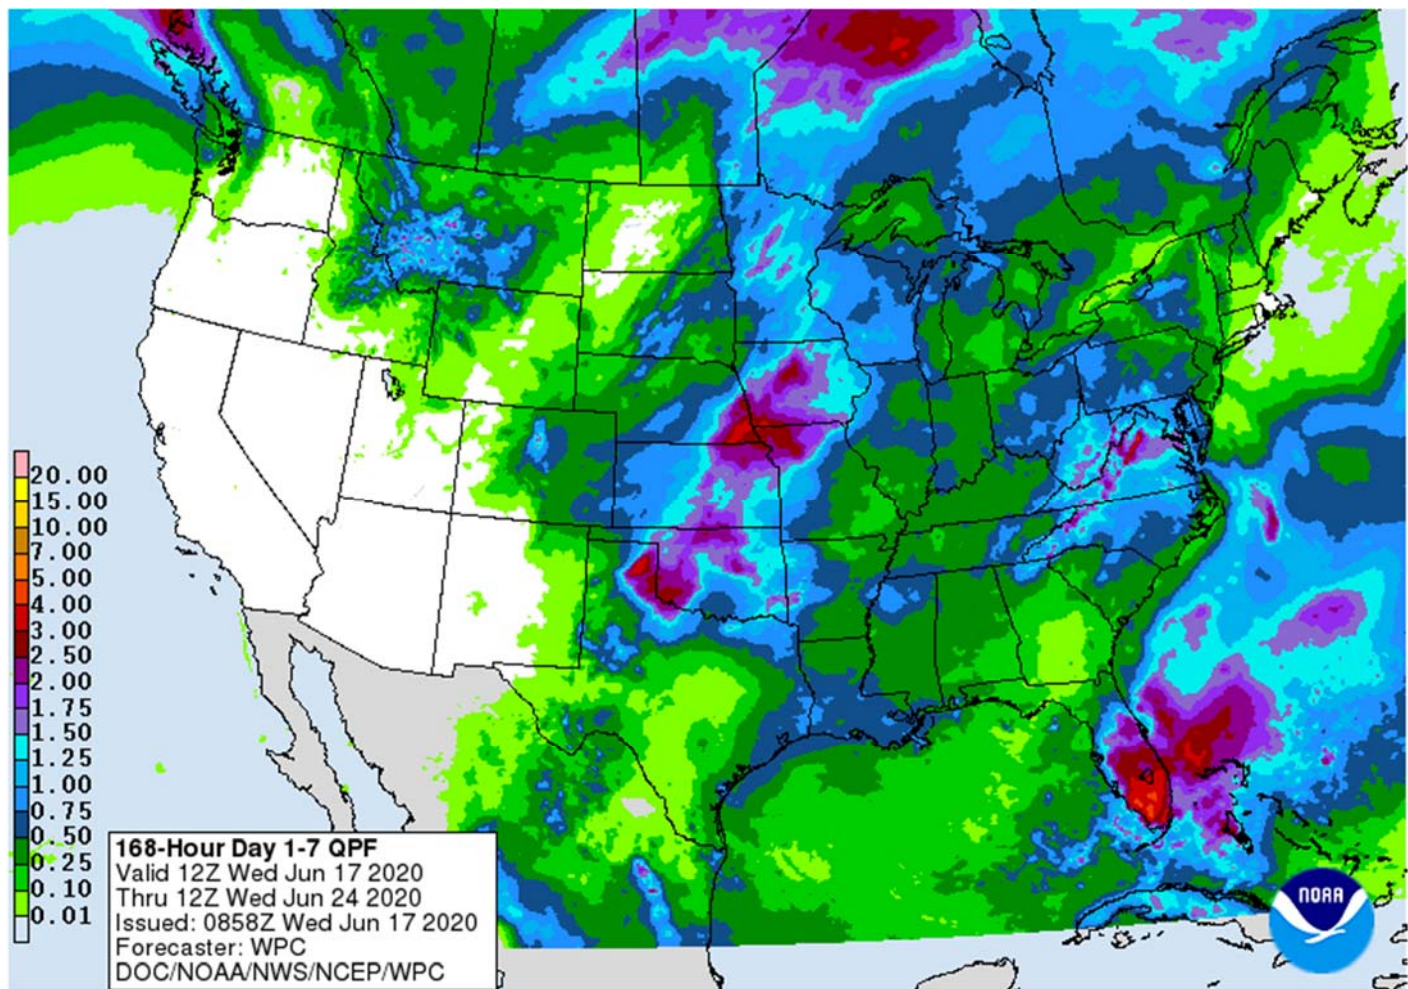 20.00
15.00
10.00
7.00
5.00
4.00
3.00
2.50
2.00
1.75
1.50
1.25
1.00
0.75
0.50
0.25
0.10
0.01
168-Hour Day 1-7 QPF
Valid 12Z Wed Jun 17 2020
Thru 12Z Wed Jun 24 2020
Issued: 0858Z Wed Jun 17 2020
Forecaster: WPC
DOC/NOAA/NWS/NCEP/WPC
NOAA